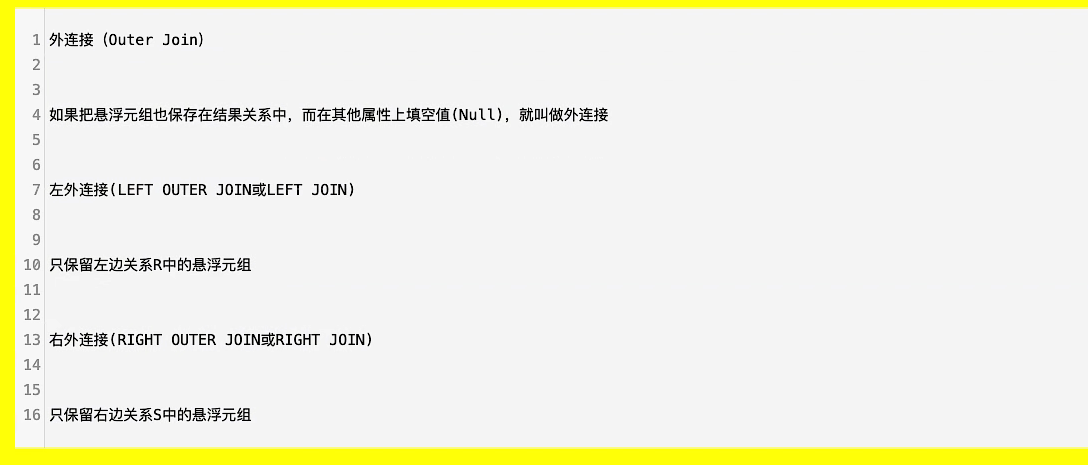 1 外连接（Outer Join）
2
3
4 如果把悬浮元组也保存在结果关系中，而在其他属性上填空值(Null)，就叫做外连接
5
6
7 左外连接(LEFT OUTER JOIN或LEFT JOIN)
8
9
10 只保留左边关系R中的悬浮元组
11
12
13 右外连接(RIGHT OUTER JOIN或RIGHT JOIN)
14
15
16 只保留右边关系S中的悬浮元组